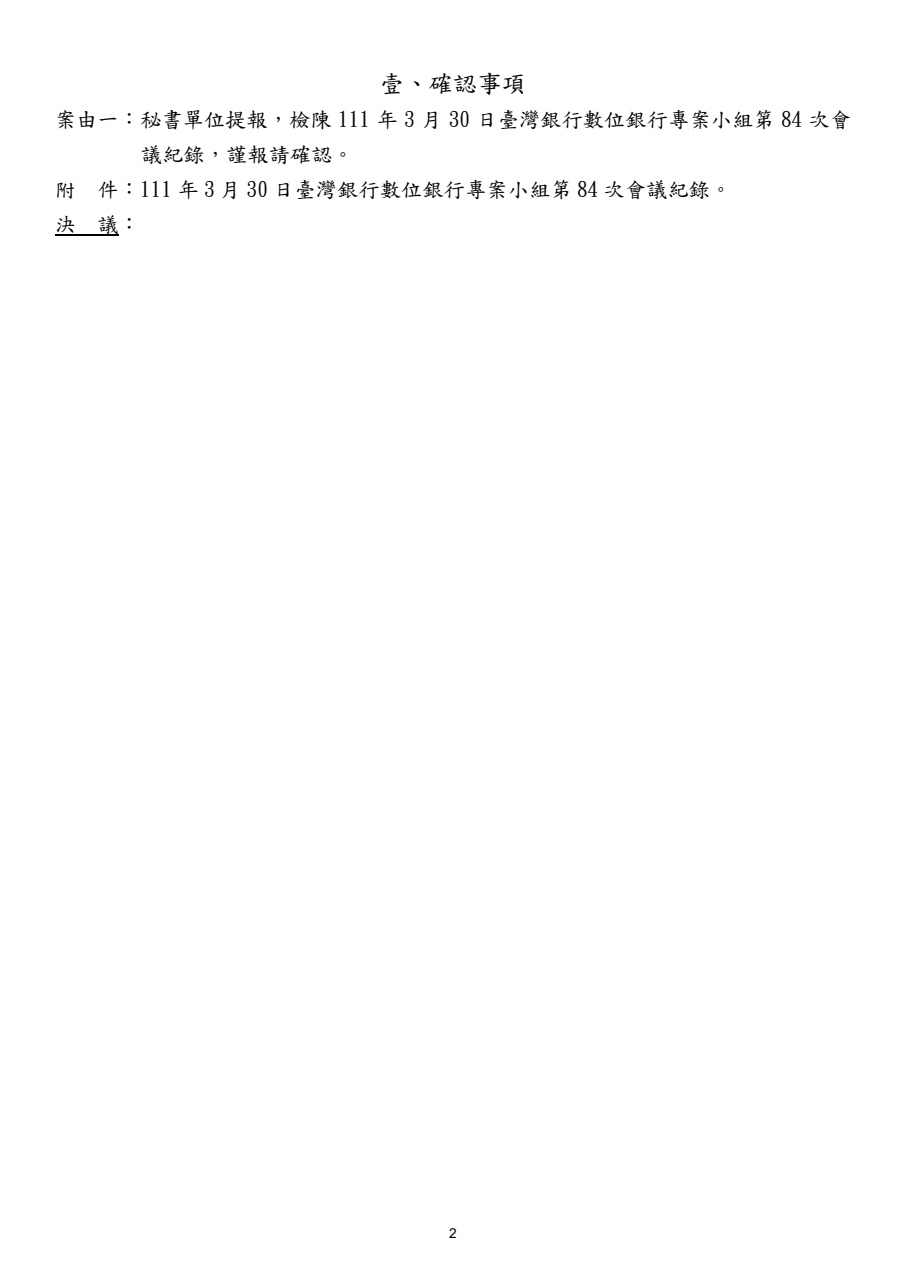 壹、確認事項
案由一：秘書單位提報，檢陳 111 年 3 月 30 日臺灣銀行數位銀行專案小組第 84 次會
議紀錄，謹報請確認。
附　件：111 年 3 月 30 日臺灣銀行數位銀行專案小組第 84 次會議紀錄。
決　議：
2